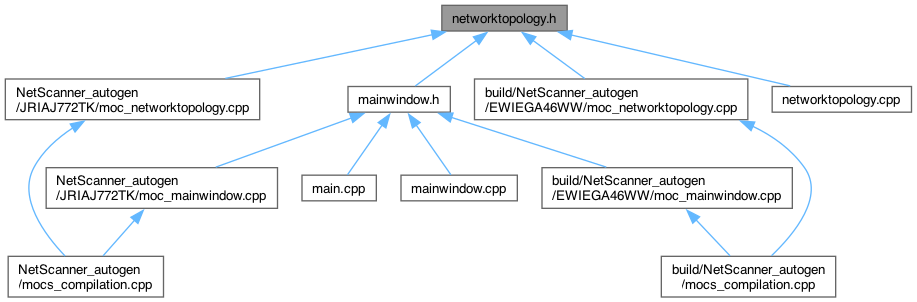 networktopology.h
NetScanner_autogen
/JRIAJ772TK/moc_networktopology.cpp
mainwindow.h
build/NetScanner_autogen
/EWIEGA46WW/moc_networktopology.cpp
networktopology.cpp
NetScanner_autogen
/JRIAJ772TK/moc_mainwindow.cpp
main.cpp
mainwindow.cpp
build/NetScanner_autogen
/EWIEGA46WW/moc_mainwindow.cpp
NetScanner_autogen
/mocs_compilation.cpp
build/NetScanner_autogen
/mocs_compilation.cpp